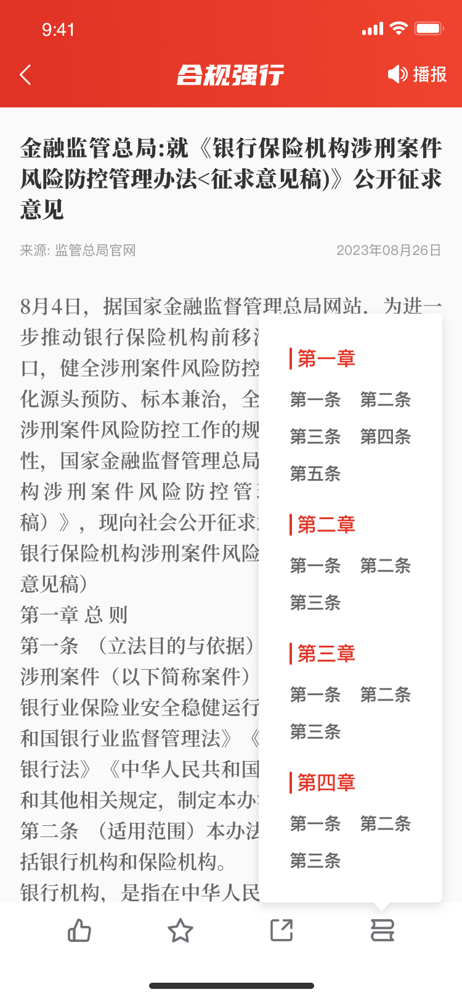 9:41
合规强行
播报
金融监管总局:就《银行保险机构涉刑案件
风险防控管理办法<征求意见稿)》公开征求
意见
来源: 监管总局官网
2023年08月26日
8月4日，据国家金融监督管理总局网站，为进一
步推动银行保险机构前移
口，健全涉刑案件风险防控
化源头预防、标本兼治，全
涉刑案件风险防控工作的规
性，国家金融监督管理总局
构涉刑案件风险防控管
稿）》，现向社会公开征求
银行保险机构涉刑案件风险
意见稿）
第一章 总 则
第一条 （立法目的与依据）
涉刑案件（以下简称案件）
银行业保险业安全稳健运行
和国银行业监督管理法》《
银行法》《中华人民共和国
和其他相关规定，制定本办
第二条 （适用范围）本办法
括银行机构和保险机构。
银行机构，是指在中华人民
第一章
第一条 第二条
第三条 第四条
第五条
第二章
第一条 第二条
第三条
第三章
第一条 第二条
第三条
第四章
第一条 第二条
第三条